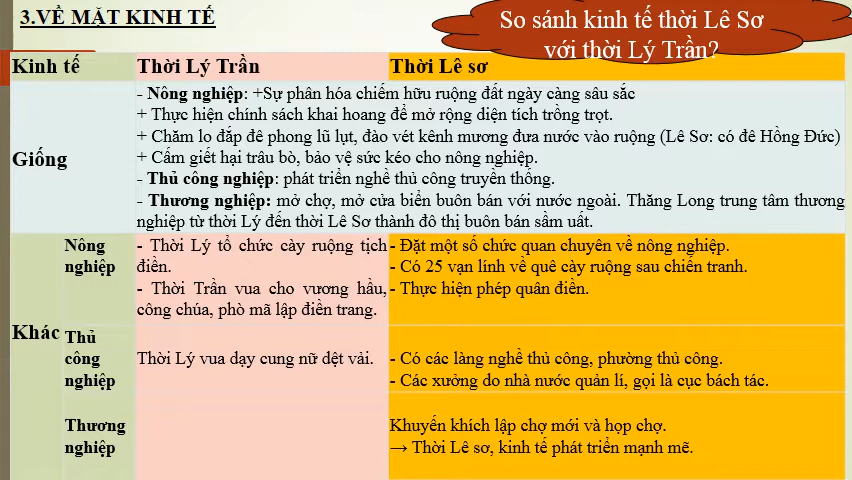 3.VỀ MẶT KINH TẾ
So sánh kinh tế thời Lê Sơ
với thời Lý Trần?
Kinh tế
Thời Lý Trần
Thời Lê sơ
Giống
- Nông nghiệp: +Sự phân hóa chiếm hữu ruộng đất ngày càng sâu sắc
+ Thực hiện chính sách khai hoang để mở rộng diện tích trồng trọt.
+ Chăm lo đắp đê phong lũ lụt, đào vét kênh mương đưa nước vào ruộng (Lê Sơ: có đê Hồng Đức)
+ Cấm giết hại trâu bò, bảo vệ sức kéo cho nông nghiệp.
- Thủ công nghiệp: phát triển nghề thủ công truyền thống.
- Thương nghiệp: mở chợ, mở cửa biển buôn bán với nước ngoài. Thăng Long trung tâm thương
nghiệp từ thời Lý đến thời Lê Sơ thành đô thị buôn bán sầm uất.
Khác
Nông
nghiệp
- Thời Lý tổ chức cày ruộng tịch
điền.
- Thời Trần vua cho vương hầu,
công chúa, phò mã lập điền trang.
- Đặt một số chức quan chuyên về nông nghiệp.
- Có 25 vạn lính về quê cày ruộng sau chiến tranh.
- Thực hiện phép quân điền.
Thủ
công
nghiệp
Thời Lý vua dạy cung nữ dệt vải.
- Có các làng nghề thủ công, phường thủ công.
- Các xưởng do nhà nước quản lí, gọi là cục bách tác.
Thương
nghiệp
Khuyến khích lập chợ mới và họp chợ.
→ Thời Lê sơ, kinh tế phát triển mạnh mẽ.